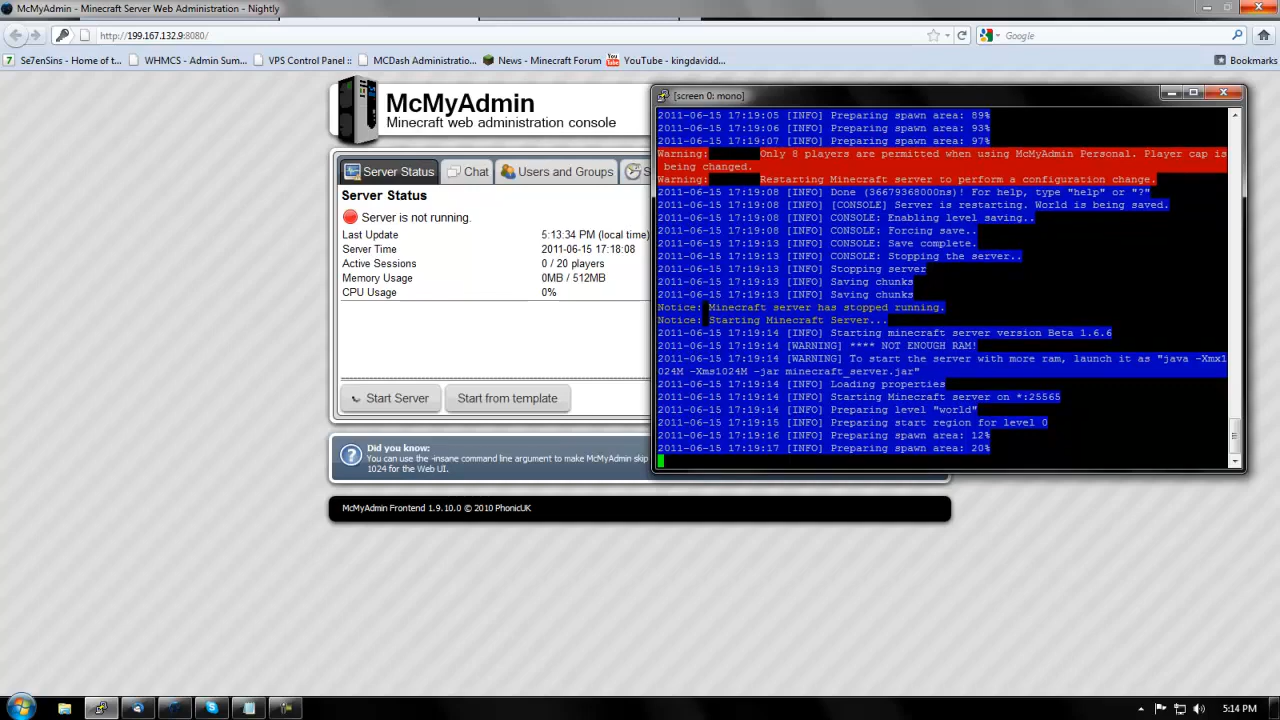 McMyAdmin - Minecraft Server Web Administration - Nightly
http://199.167.132.9:8080/
Google
Se7enSins - Home of t...
WHMCS - Admin Sum...
VPS Control Panel ::
MCDash Administratio...
News - Minecraft Forum
YouTube - kingdavidd...
Bookmarks
McMyAdmin
Minecraft web administration console
Server Status
Chat
Users and Groups
S
Server Status
Server is not running.
Last Update 5:13:34 PM (local time)
Server Time 2011-06-15 17:18:08
Active Sessions 0 / 20 players
Memory Usage 0MB / 512MB
CPU Usage 0%
Start Server
Start from template
Did you know:
You can use the -insane command line argument to make McMyAdmin skip
1024 for the Web UI.
McMyAdmin Frontend 1.9.10.0 © 2010 PhonicUK
[screen 0: mono]
2011-06-15 17:19:05 [INFO] Preparing spawn area: 89%
2011-06-15 17:19:06 [INFO] Preparing spawn area: 93%
2011-06-15 17:19:07 [INFO] Preparing spawn area: 97%
Warning: Only 8 players are permitted when using McMyAdmin Personal. Player cap is
being changed.
Warning: Restarting Minecraft server to perform a configuration change.
2011-06-15 17:19:08 [INFO] Done (36679368000ns)! For help, type "help" or "?"
2011-06-15 17:19:08 [INFO] [CONSOLE] Server is restarting. World is being saved.
2011-06-15 17:19:08 [INFO] CONSOLE: Enabling level saving..
2011-06-15 17:19:08 [INFO] CONSOLE: Forcing save..
2011-06-15 17:19:13 [INFO] CONSOLE: Save complete.
2011-06-15 17:19:13 [INFO] CONSOLE: Stopping the server..
2011-06-15 17:19:13 [INFO] Stopping server
2011-06-15 17:19:13 [INFO] Saving chunks
2011-06-15 17:19:13 [INFO] Saving chunks
Notice: Minecraft server has stopped running.
Notice: Starting Minecraft Server...
2011-06-15 17:19:14 [INFO] Starting minecraft server version Beta 1.6.6
2011-06-15 17:19:14 [WARNING] **** NOT ENOUGH RAM!
2011-06-15 17:19:14 [WARNING] To start the server with more ram, launch it as "java -Xmx1
024M -Xms1024M -jar minecraft_server.jar"
2011-06-15 17:19:14 [INFO] Loading properties
2011-06-15 17:19:14 [INFO] Starting Minecraft server on *:25565
2011-06-15 17:19:14 [INFO] Preparing level "world"
2011-06-15 17:19:15 [INFO] Preparing start region for level 0
2011-06-15 17:19:16 [INFO] Preparing spawn area: 12%
2011-06-15 17:19:17 [INFO] Preparing spawn area: 20%
5:14 PM